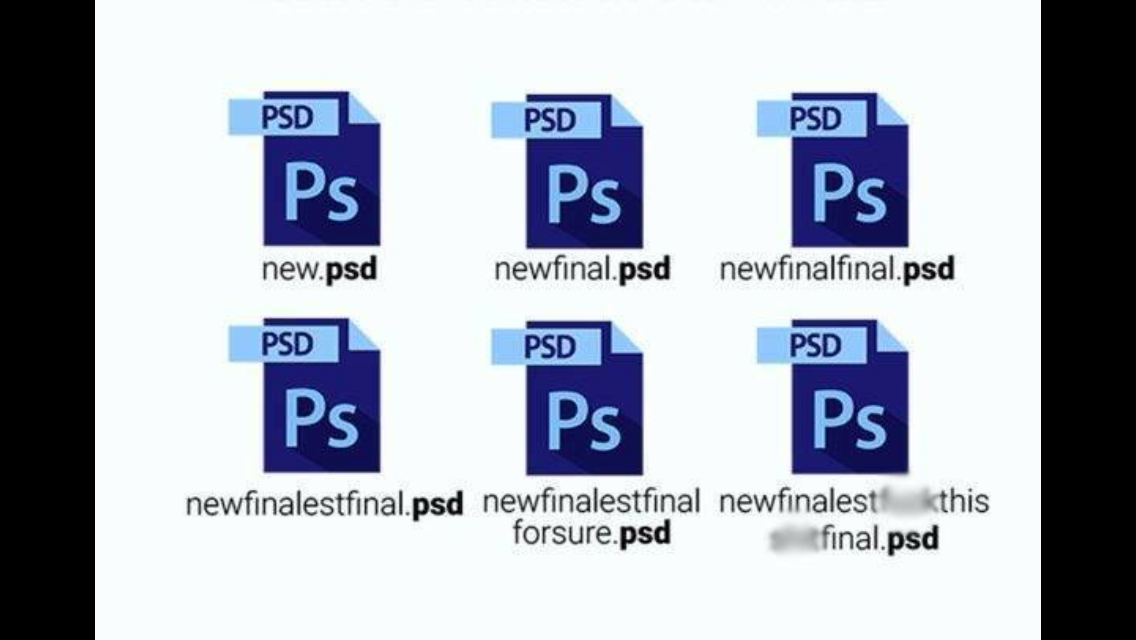 PSD
Ps
new.psd
PSD
Ps
newfinal.psd
PSD
Ps
newfinalfinal.psd
PSD
Ps
newfinalestfinal.psd
PSD
Ps
newfinalestfinal
forsure.psd
PSD
Ps
newfinalest this
final.psd